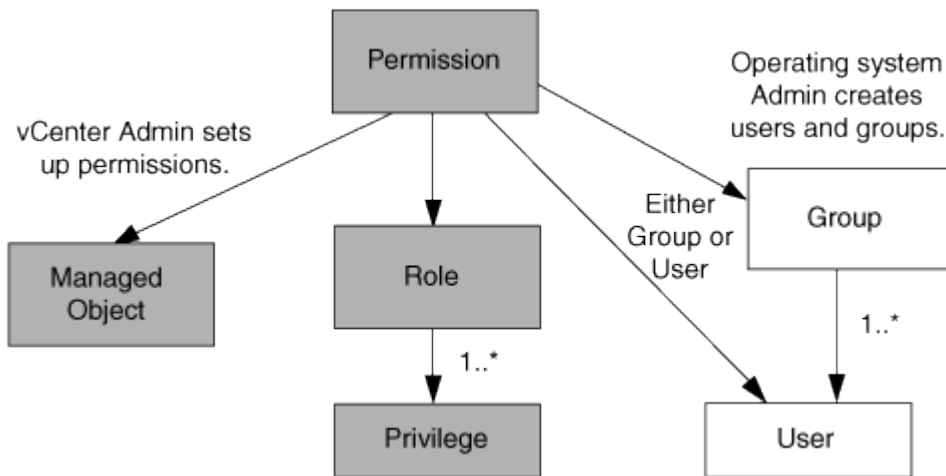 Permission
Operating system
Admin creates
users and groups.
vCenter Admin sets
up permissions.
Either
Group or
User
Group
Managed
Object
Role
1..*
1..*
Privilege
User